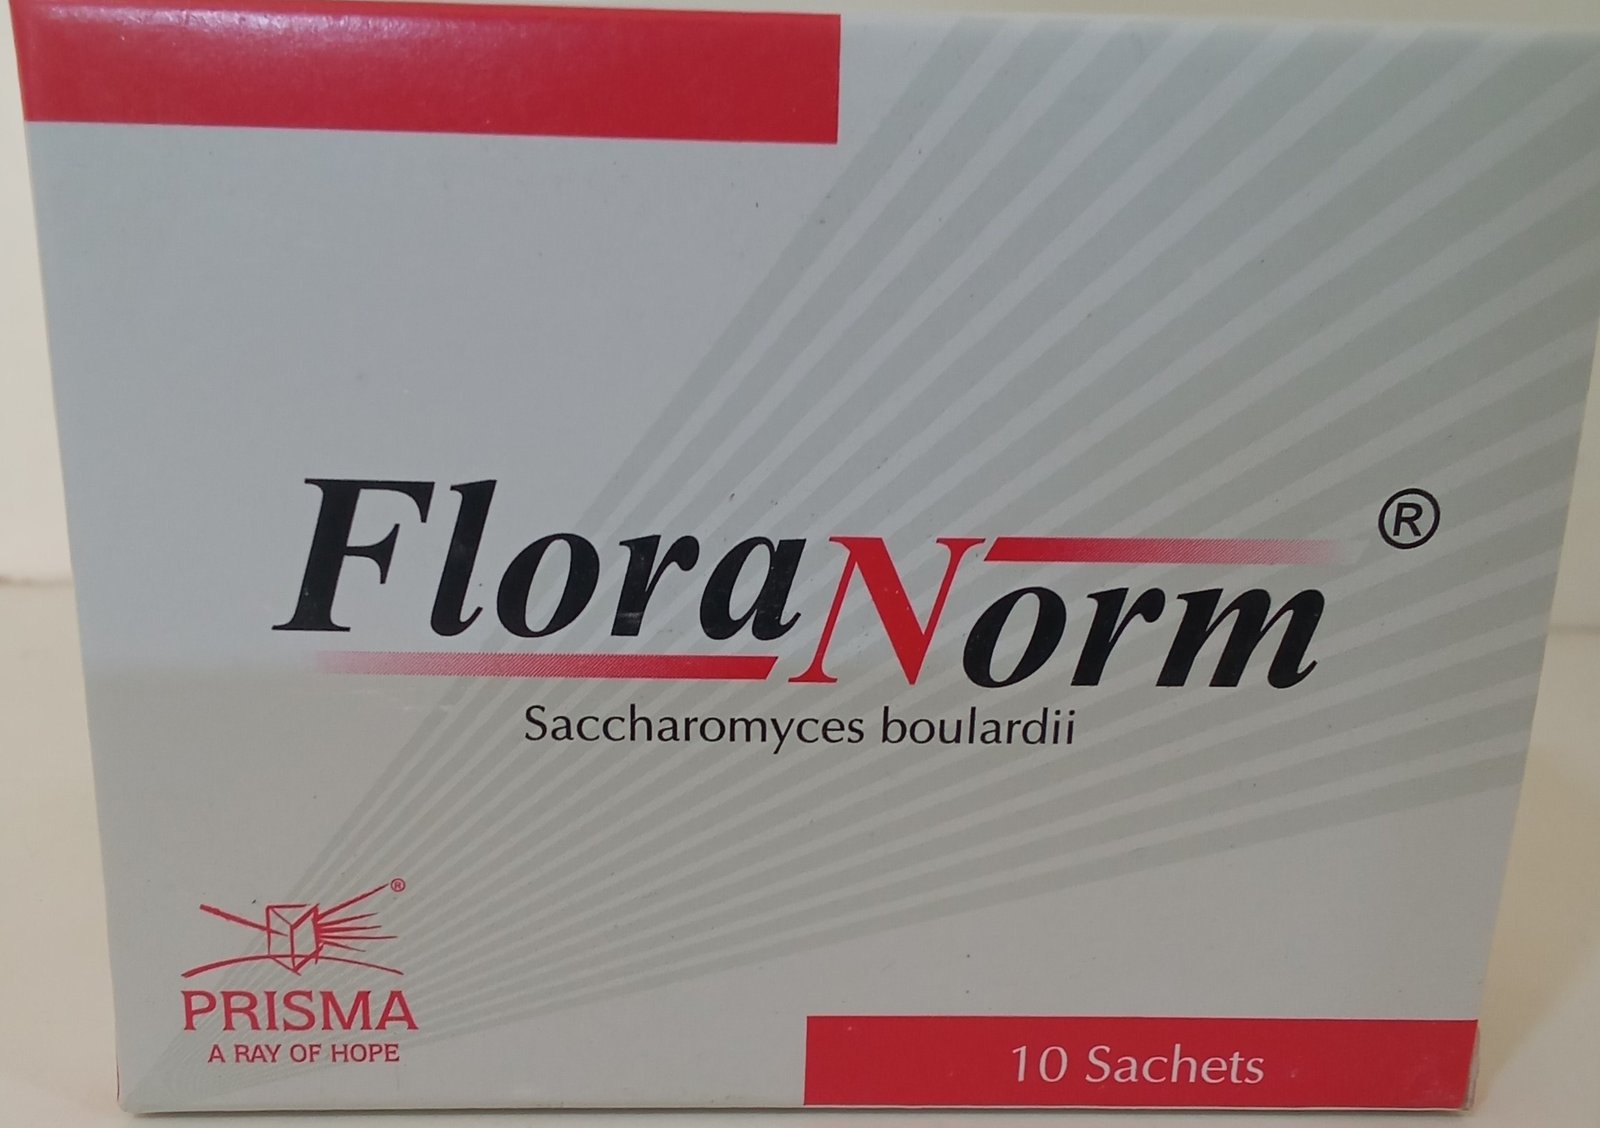 FloraNorm®
Saccharomyces boulardii
®
PRISMA
A RAY OF HOPE
10 Sachets